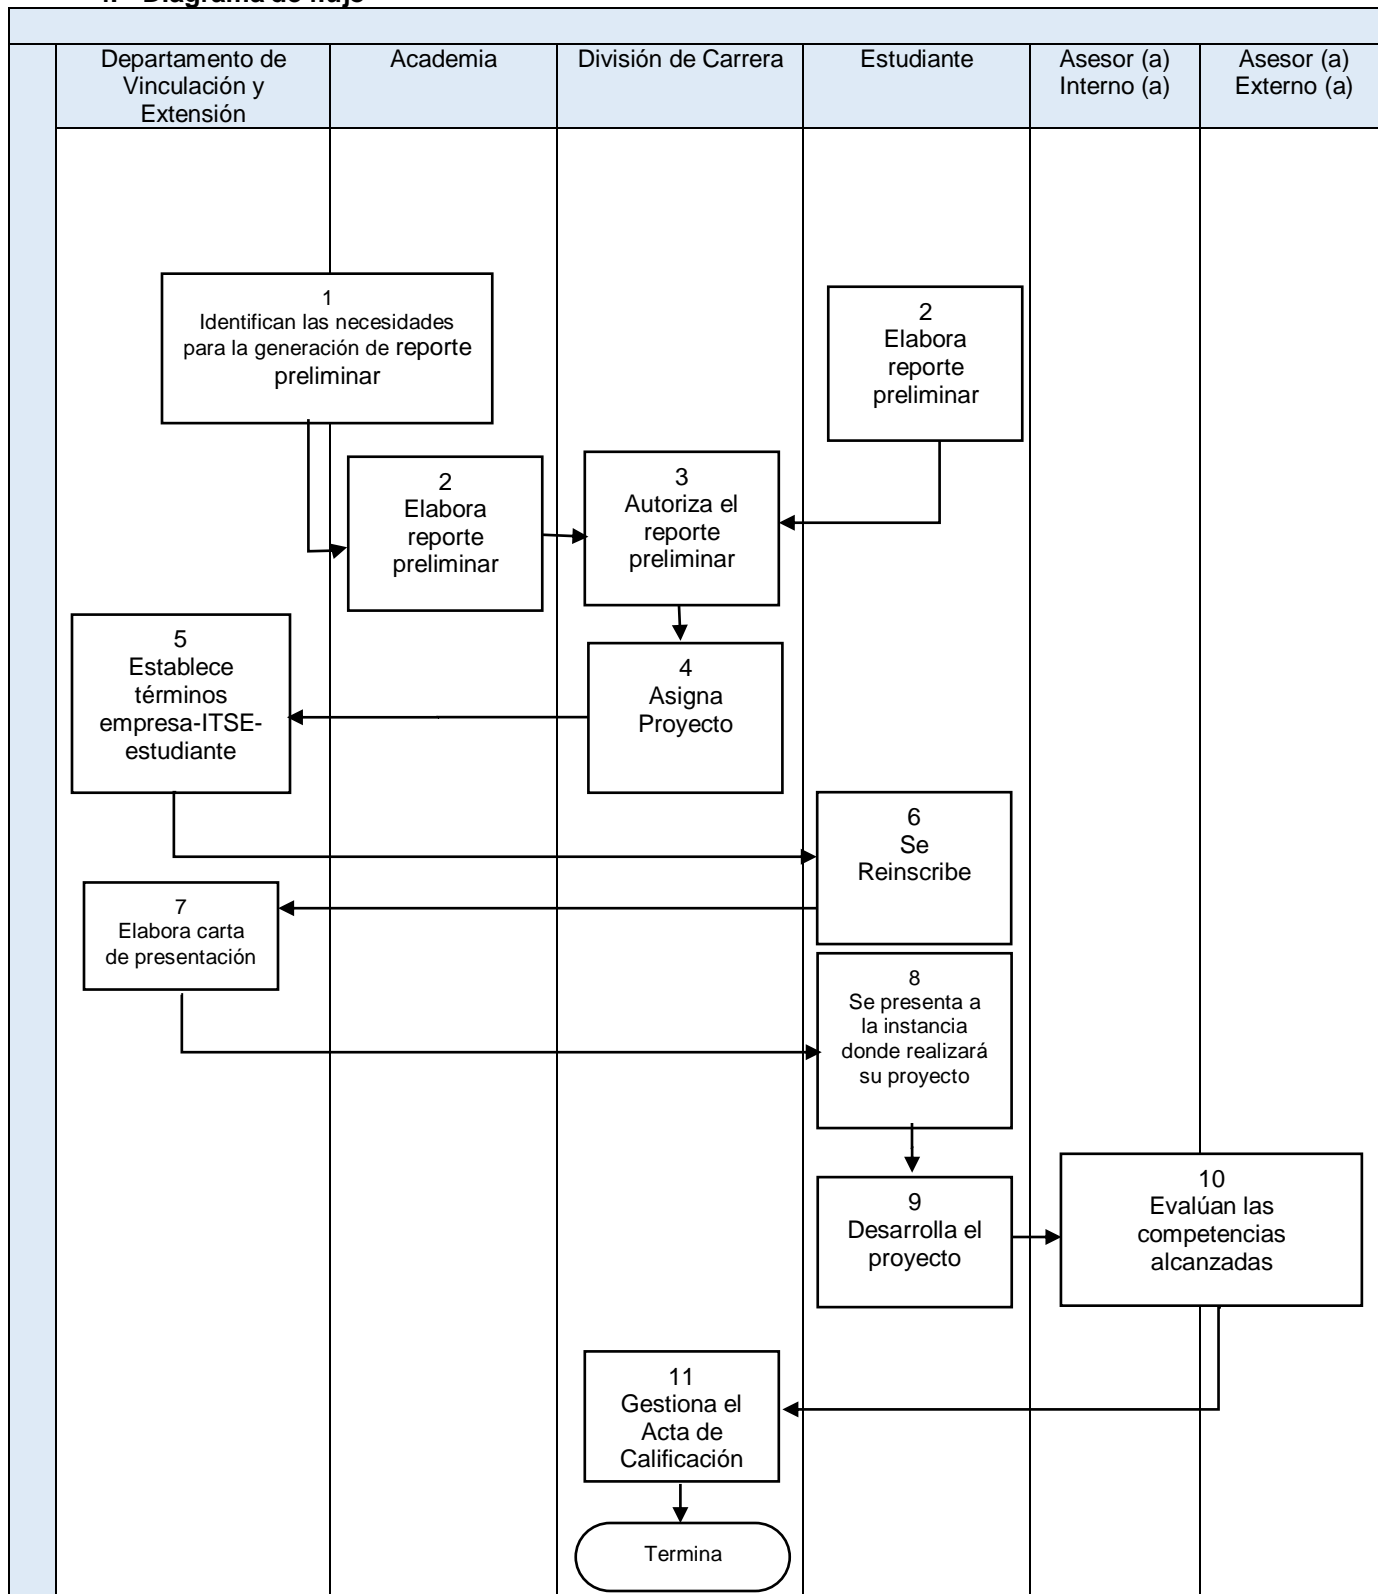 4. Diagrama de flujo
Departamento de
Vinculación y
Extensión
Academia
División de Carrera
Estudiante
Asesor (a)
Interno (a)
Asesor (a)
Externo (a)
1
Identifican las necesidades
para la generación de reporte
preliminar
2
Elabora
reporte
preliminar
2
Elabora
reporte
preliminar
3
Autoriza el
reporte
preliminar
4
Asigna
Proyecto
5
Establece
términos
empresa-ITSE-
estudiante
6
Se
Reinscribe
7
Elabora carta
de presentación
8
Se presenta a
la instancia
donde realizará
su proyecto
9
Desarrolla el
proyecto
10
Evalúan las
competencias
alcanzadas
11
Gestiona el
Acta de
Calificación
Termina